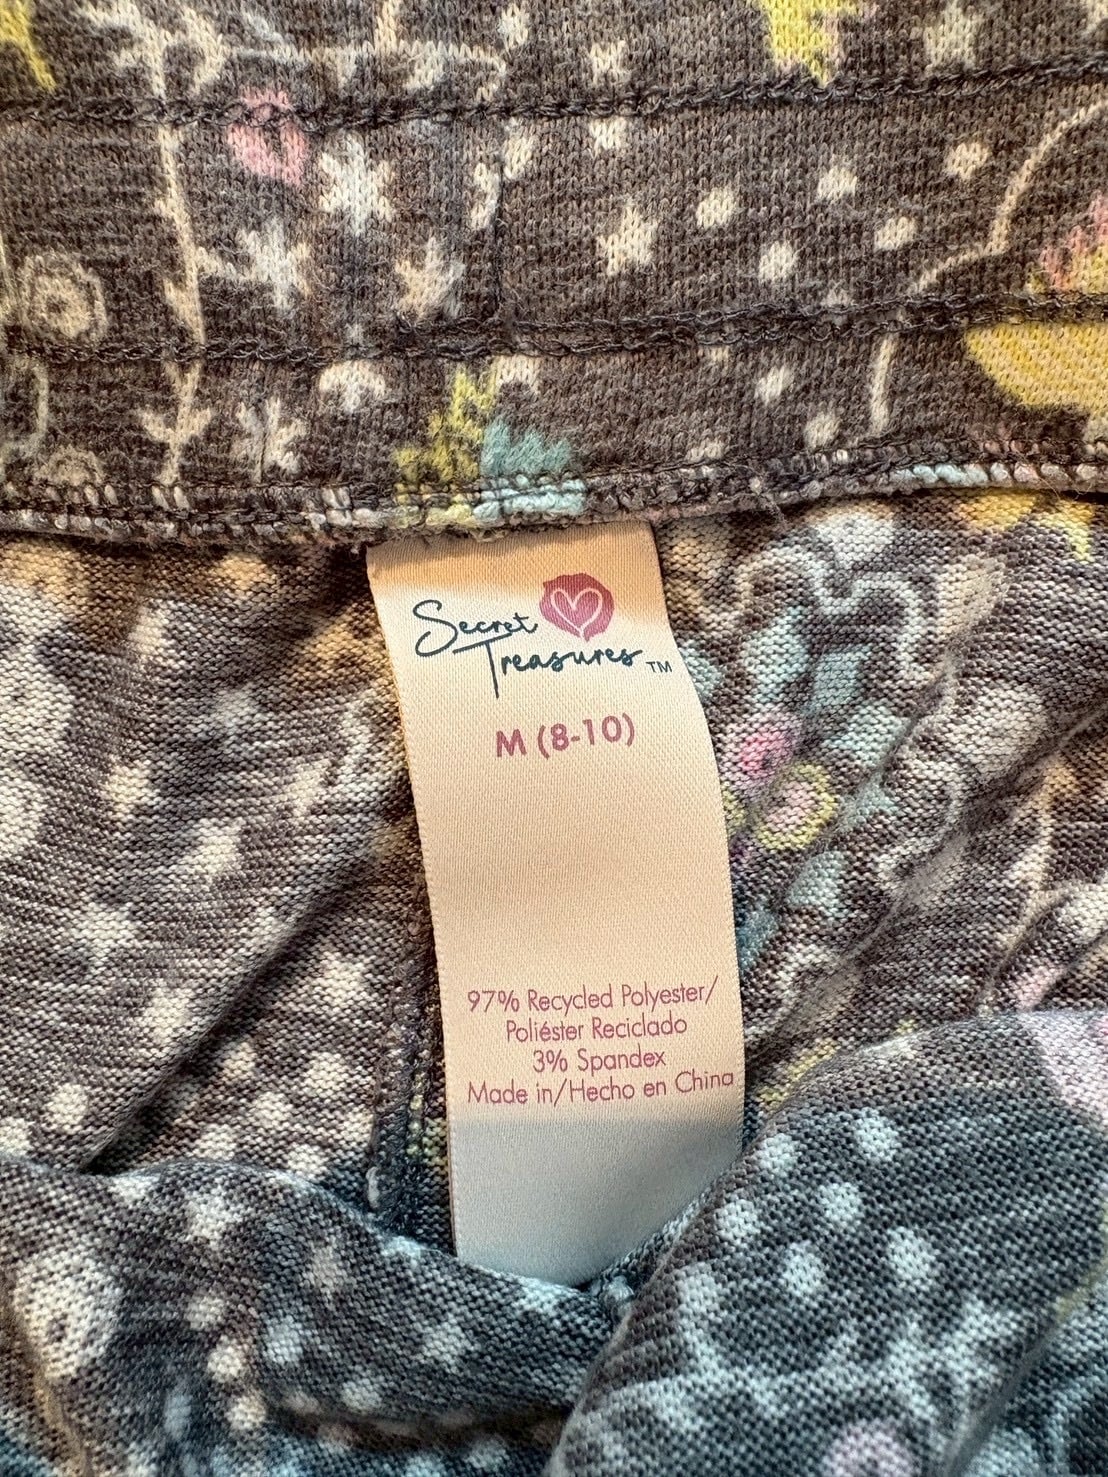 Secret
Treasures™
M (8-10)
97% Recycled Polyester/
Poliéster Reciclado
3% Spandex
Made in/Hecho en China